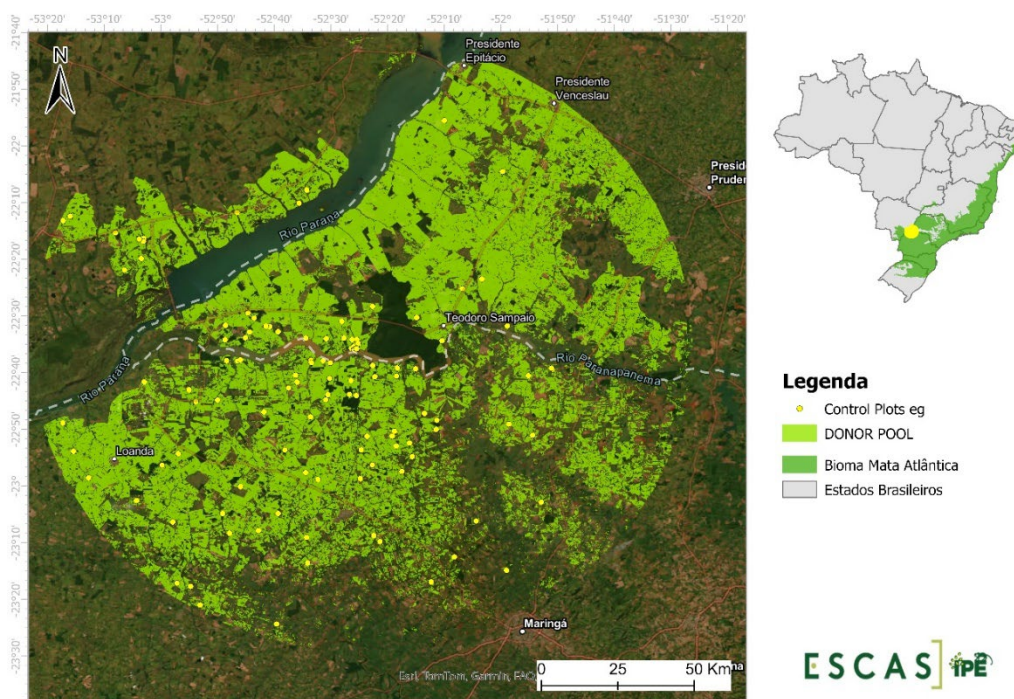 -53°20' -53°10' -53° -52°50' -52°40' -52°30' -52°20' -52°10' -52° -51°50' -51°40' -51°30' -51°20'
-21°40'
-21°50'
-22°
-22°10'
-22°20'
-22°30'
-22°40'
-22°50'
-23°
-23°10'
-23°20'
-23°30'
N
Presidente
Epitácio
Presidente
Venceslau
Presid
Pruden
Rio Paraná
Teodoro Sampaio
Rio Paraná
Rio Paranapanema
Loanda
Maringá
Esri, TomTom, Garmin, FAO,
0 25 50 Km
na
Legenda
Control Plots eg
DONOR POOL
Bioma Mata Atlântica
Estados Brasileiros
ESCAS IPÊ